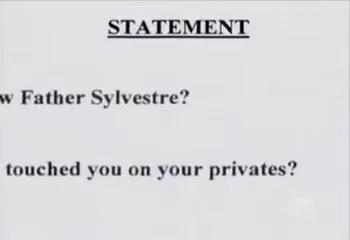 STATEMENT
w Father Sylvestre?
touched you on your privates?